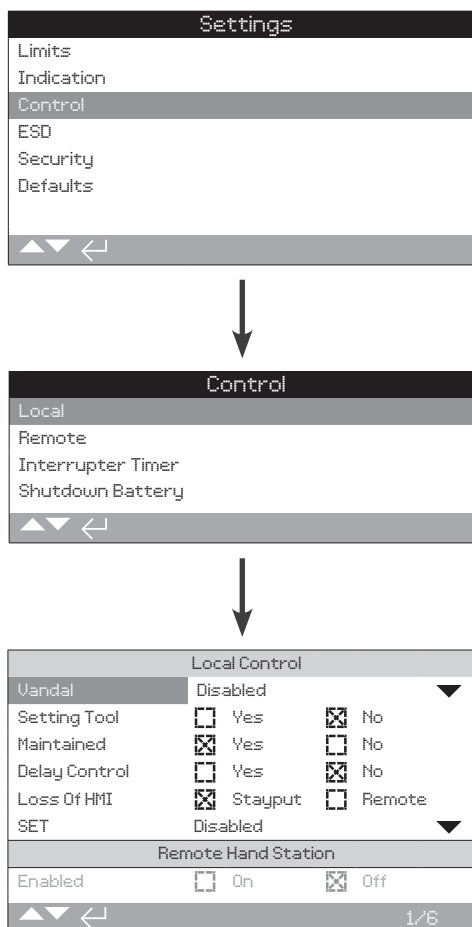 Settings
Limits
Indication
Control
ESD
Security
Defaults
Control
Local
Remote
Interrupter Timer
Shutdown Battery
Local Control
Vandal Disabled
Setting Tool Yes No
Maintained Yes No
Delay Control Yes No
Loss Of HMI Stayput Remote
SET Disabled
Remote Hand Station
Enabled On Off
1/6